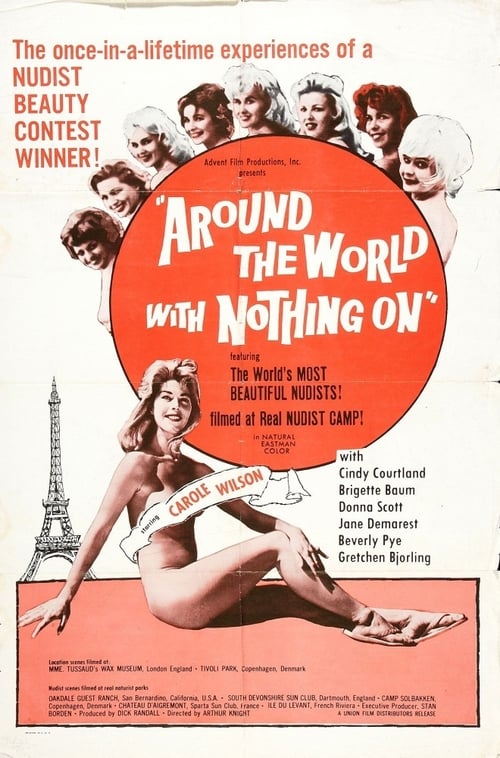 The once-in-a-lifetime experiences of a
NUDIST
BEAUTY
CONTEST
WINNER!
Advent Film Productions, Inc.
presents
"AROUND
THE WORLD
WITH NOTHING ON"
featuring
The World's MOST
BEAUTIFUL NUDISTS!
filmed at Real NUDIST CAMP!
in NATURAL
EASTMAN
COLOR
starring CAROLE WILSON
with
Cindy Courtland
Brigette Baum
Donna Scott
Jane Demarest
Beverly Pye
Gretchen Bjorling
Location scenes filmed at:
MME. TUSSAUD'S WAX MUSEUM, London England • TIVOLI PARK, Copenhagen, Denmark
Nudist scenes filmed at real naturist parks
OAKDALE GUEST RANCH, San Bernardino, California, U.S.A. • SOUTH DEVONSHIRE SUN CLUB, Dartmouth, England • CAMP SOLBAKKEN,
Copenhagen, Denmark • CHATEAU D'AIGREMONT, Sparta Sun Club, France • ILE DU LEVANT, French Riviera • Executive Producer, STAN
BORDEN • Produced by DICK RANDALL • Directed by ARTHUR KNIGHT
A UNION FILM DISTRIBUTORS RELEASE